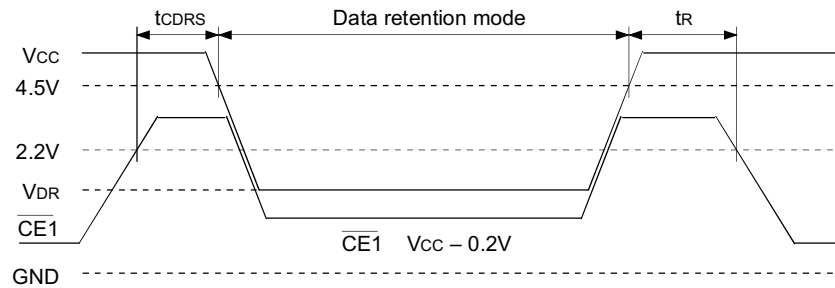 tCDRS Data retention mode tR
VCC
4.5V
2.2V
VDR
CE1
CE1 VCC – 0.2V
GND